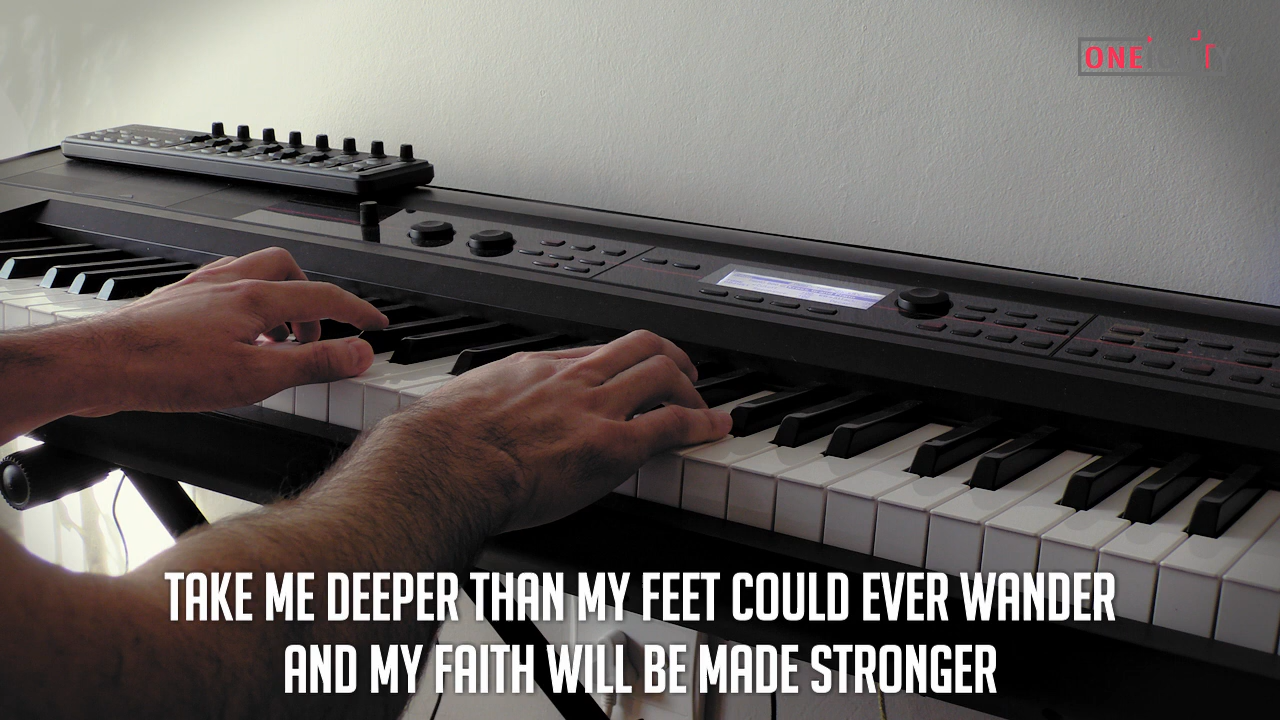 ONE
TAKE ME DEEPER THAN MY FEET COULD EVER WANDER
AND MY FAITH WILL BE MADE STRONGER